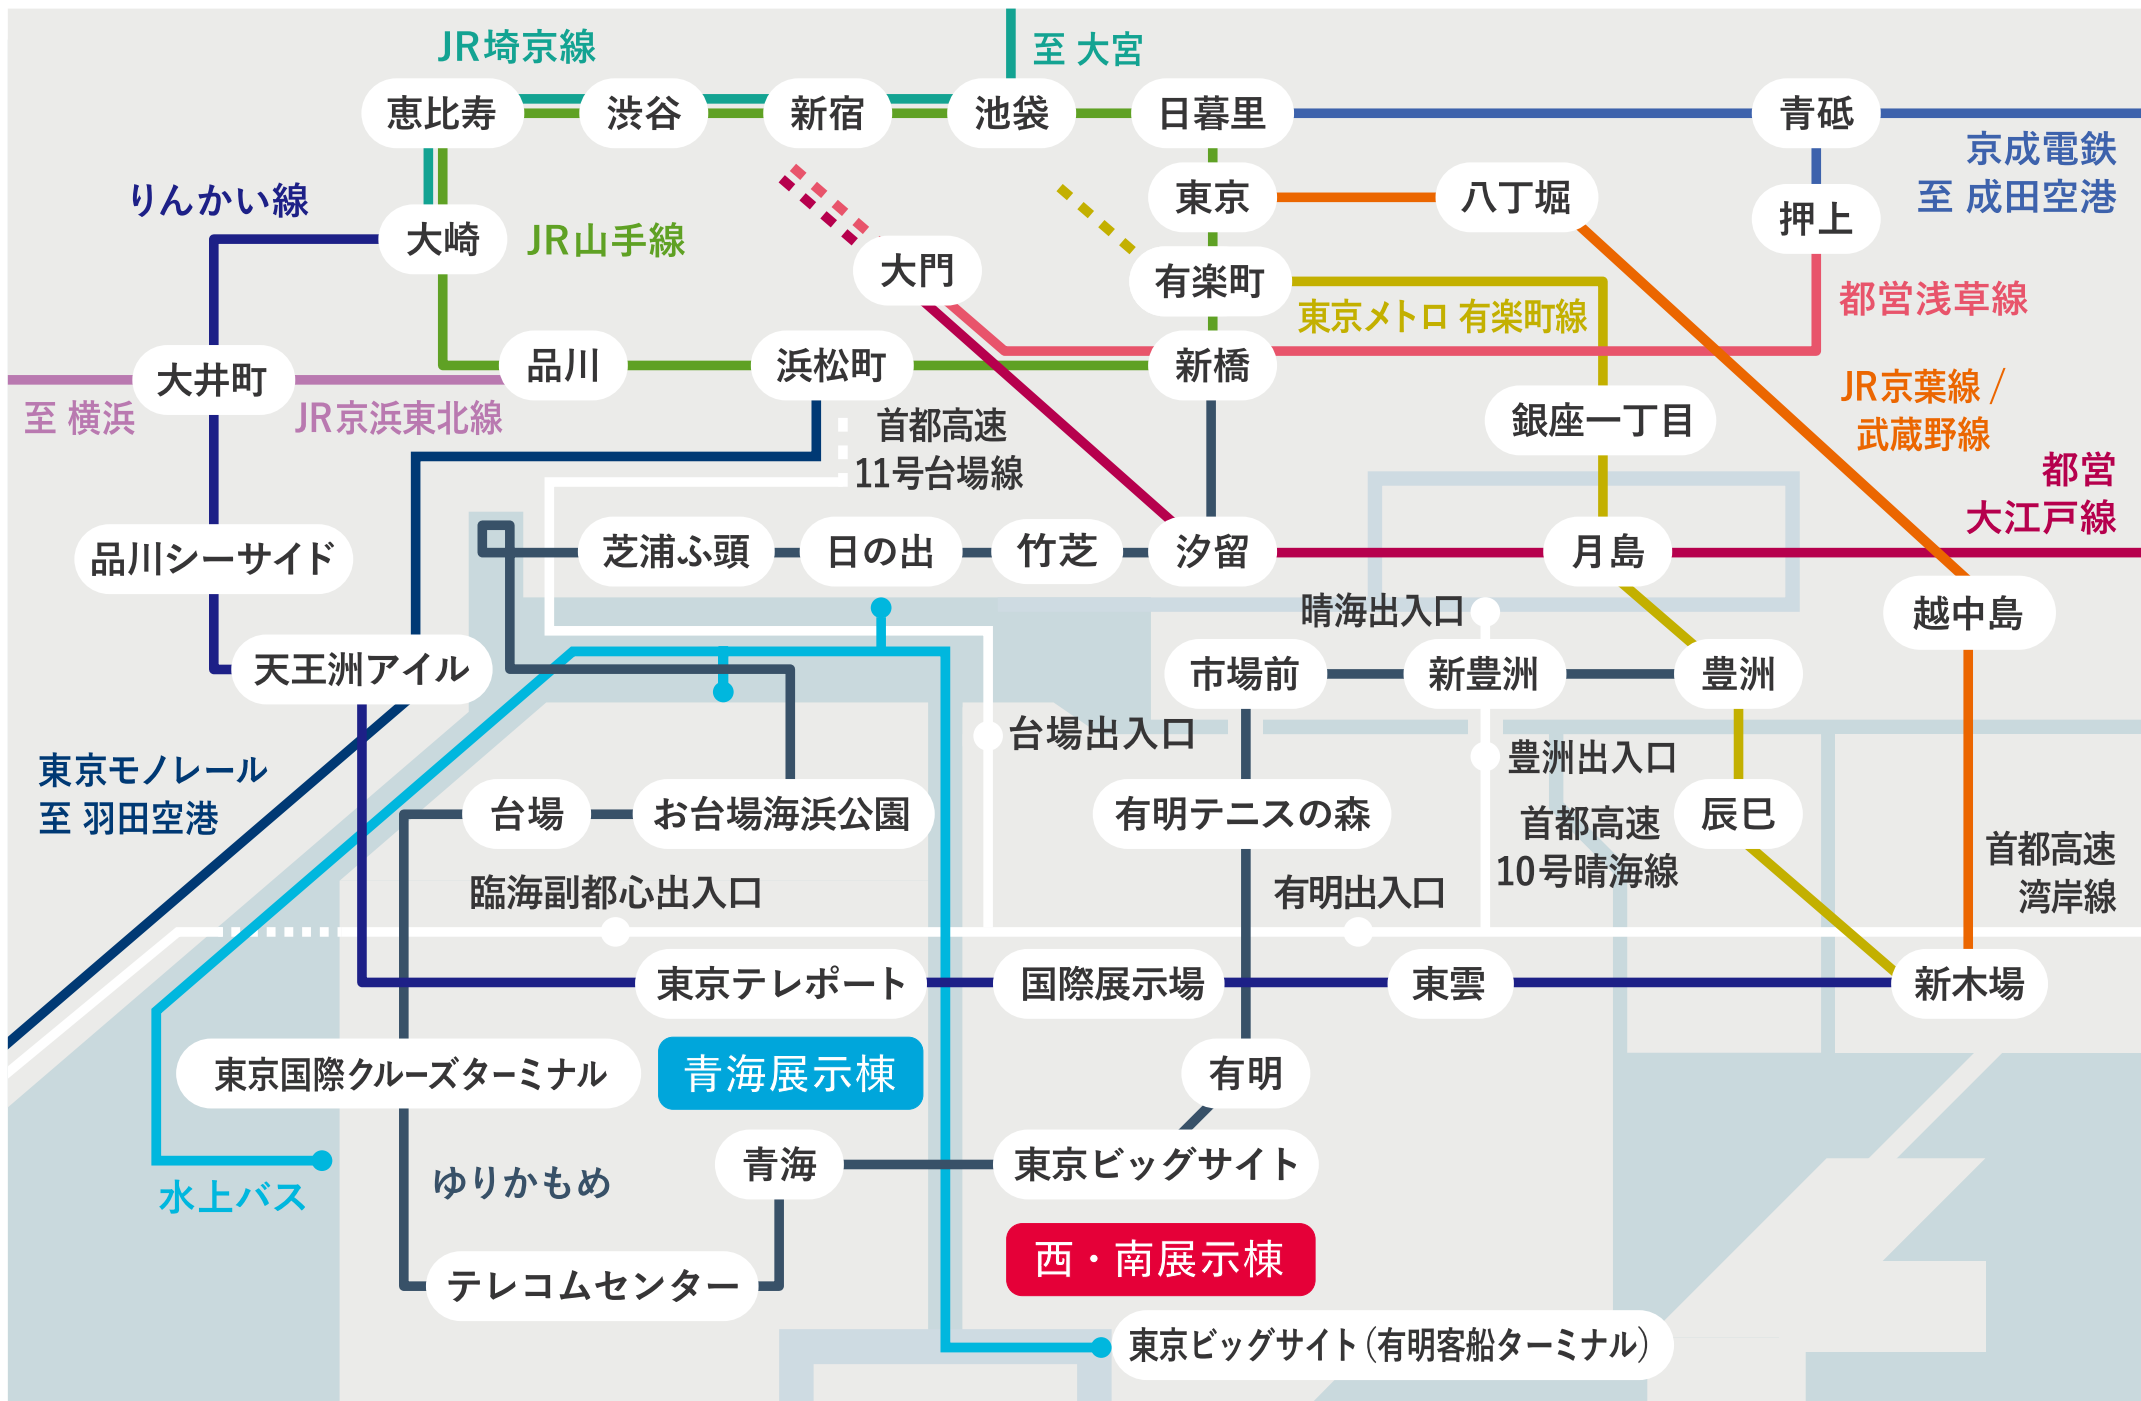 JR埼京線
至 大宮
恵比寿
渋谷
新宿
池袋
日暮里
青砥
京成電鉄
至 成田空港
りんかい線
大崎
JR山手線
東京
八丁堀
押上
大門
有楽町
東京メトロ 有楽町線
都営浅草線
大井町
品川
浜松町
新橋
至 横浜
JR京浜東北線
首都高速
11号台場線
銀座一丁目
JR京葉線 /
武蔵野線
都営
大江戸線
品川シーサイド
芝浦ふ頭
日の出
竹芝
汐留
月島
晴海出入口
越中島
天王洲アイル
市場前
新豊洲
豊洲
台場出入口
豊洲出入口
東京モノレール
至 羽田空港
台場
お台場海浜公園
有明テニスの森
首都高速
10号晴海線
辰巳
首都高速
湾岸線
臨海副都心出入口
有明出入口
東京テレポート
国際展示場
東雲
新木場
東京国際クルーズターミナル
青海展示棟
有明
青海
東京ビッグサイト
水上バス
ゆりかもめ
西・南展示棟
テレコムセンター
東京ビッグサイト（有明客船ターミナル）